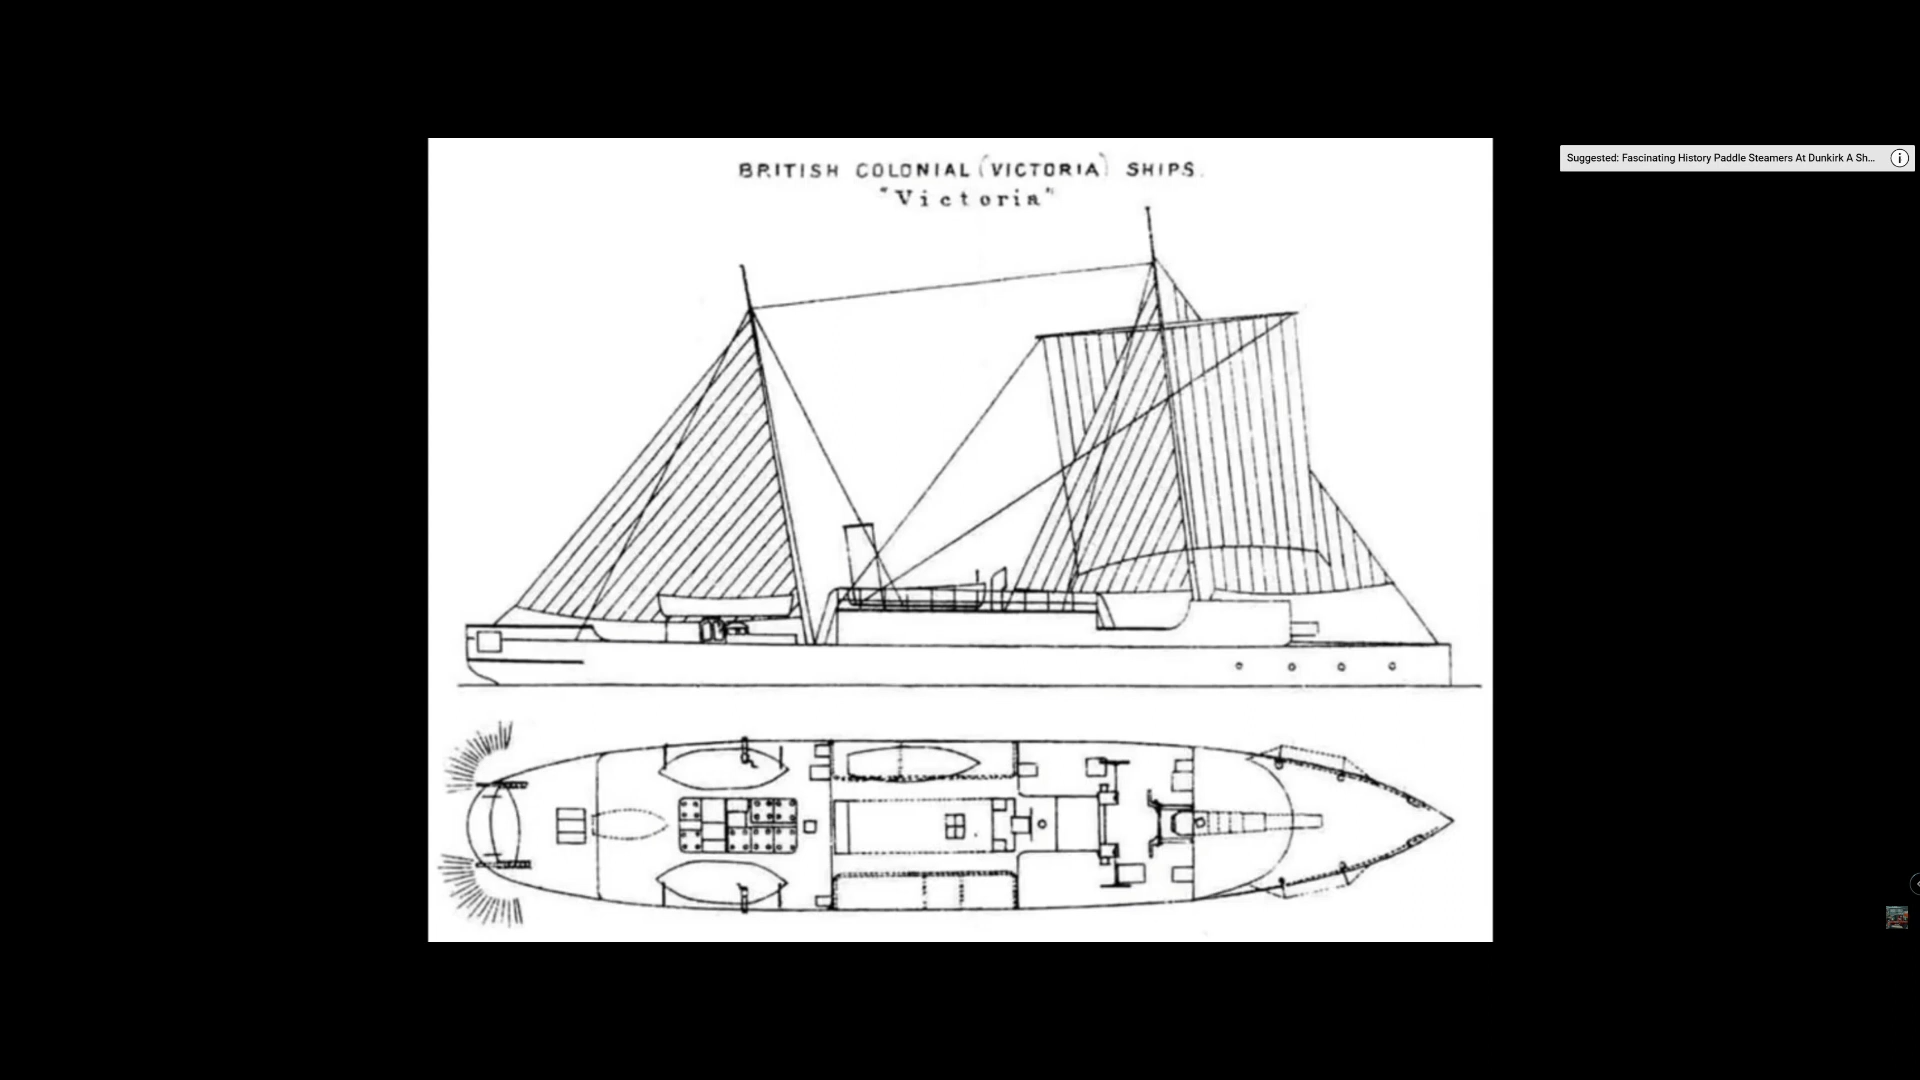 BRITISH COLONIAL (VICTORIA) SHIPS.
"Victoria"
Suggested: Fascinating History Paddle Steamers At Dunkirk A Sh...